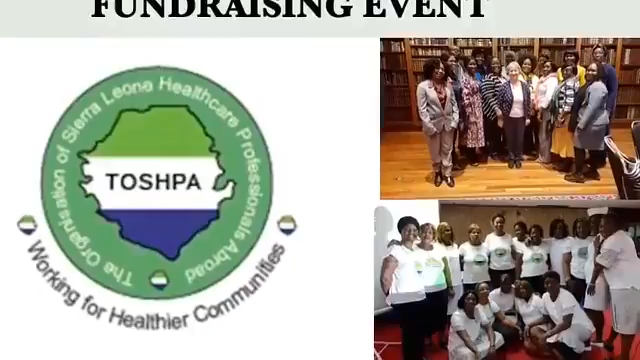 FUNDRAISING EVENT
The Organisation of Sierra Leone Healthcare Professionals Abroad
TOSHPA
Working for Healthier Communities